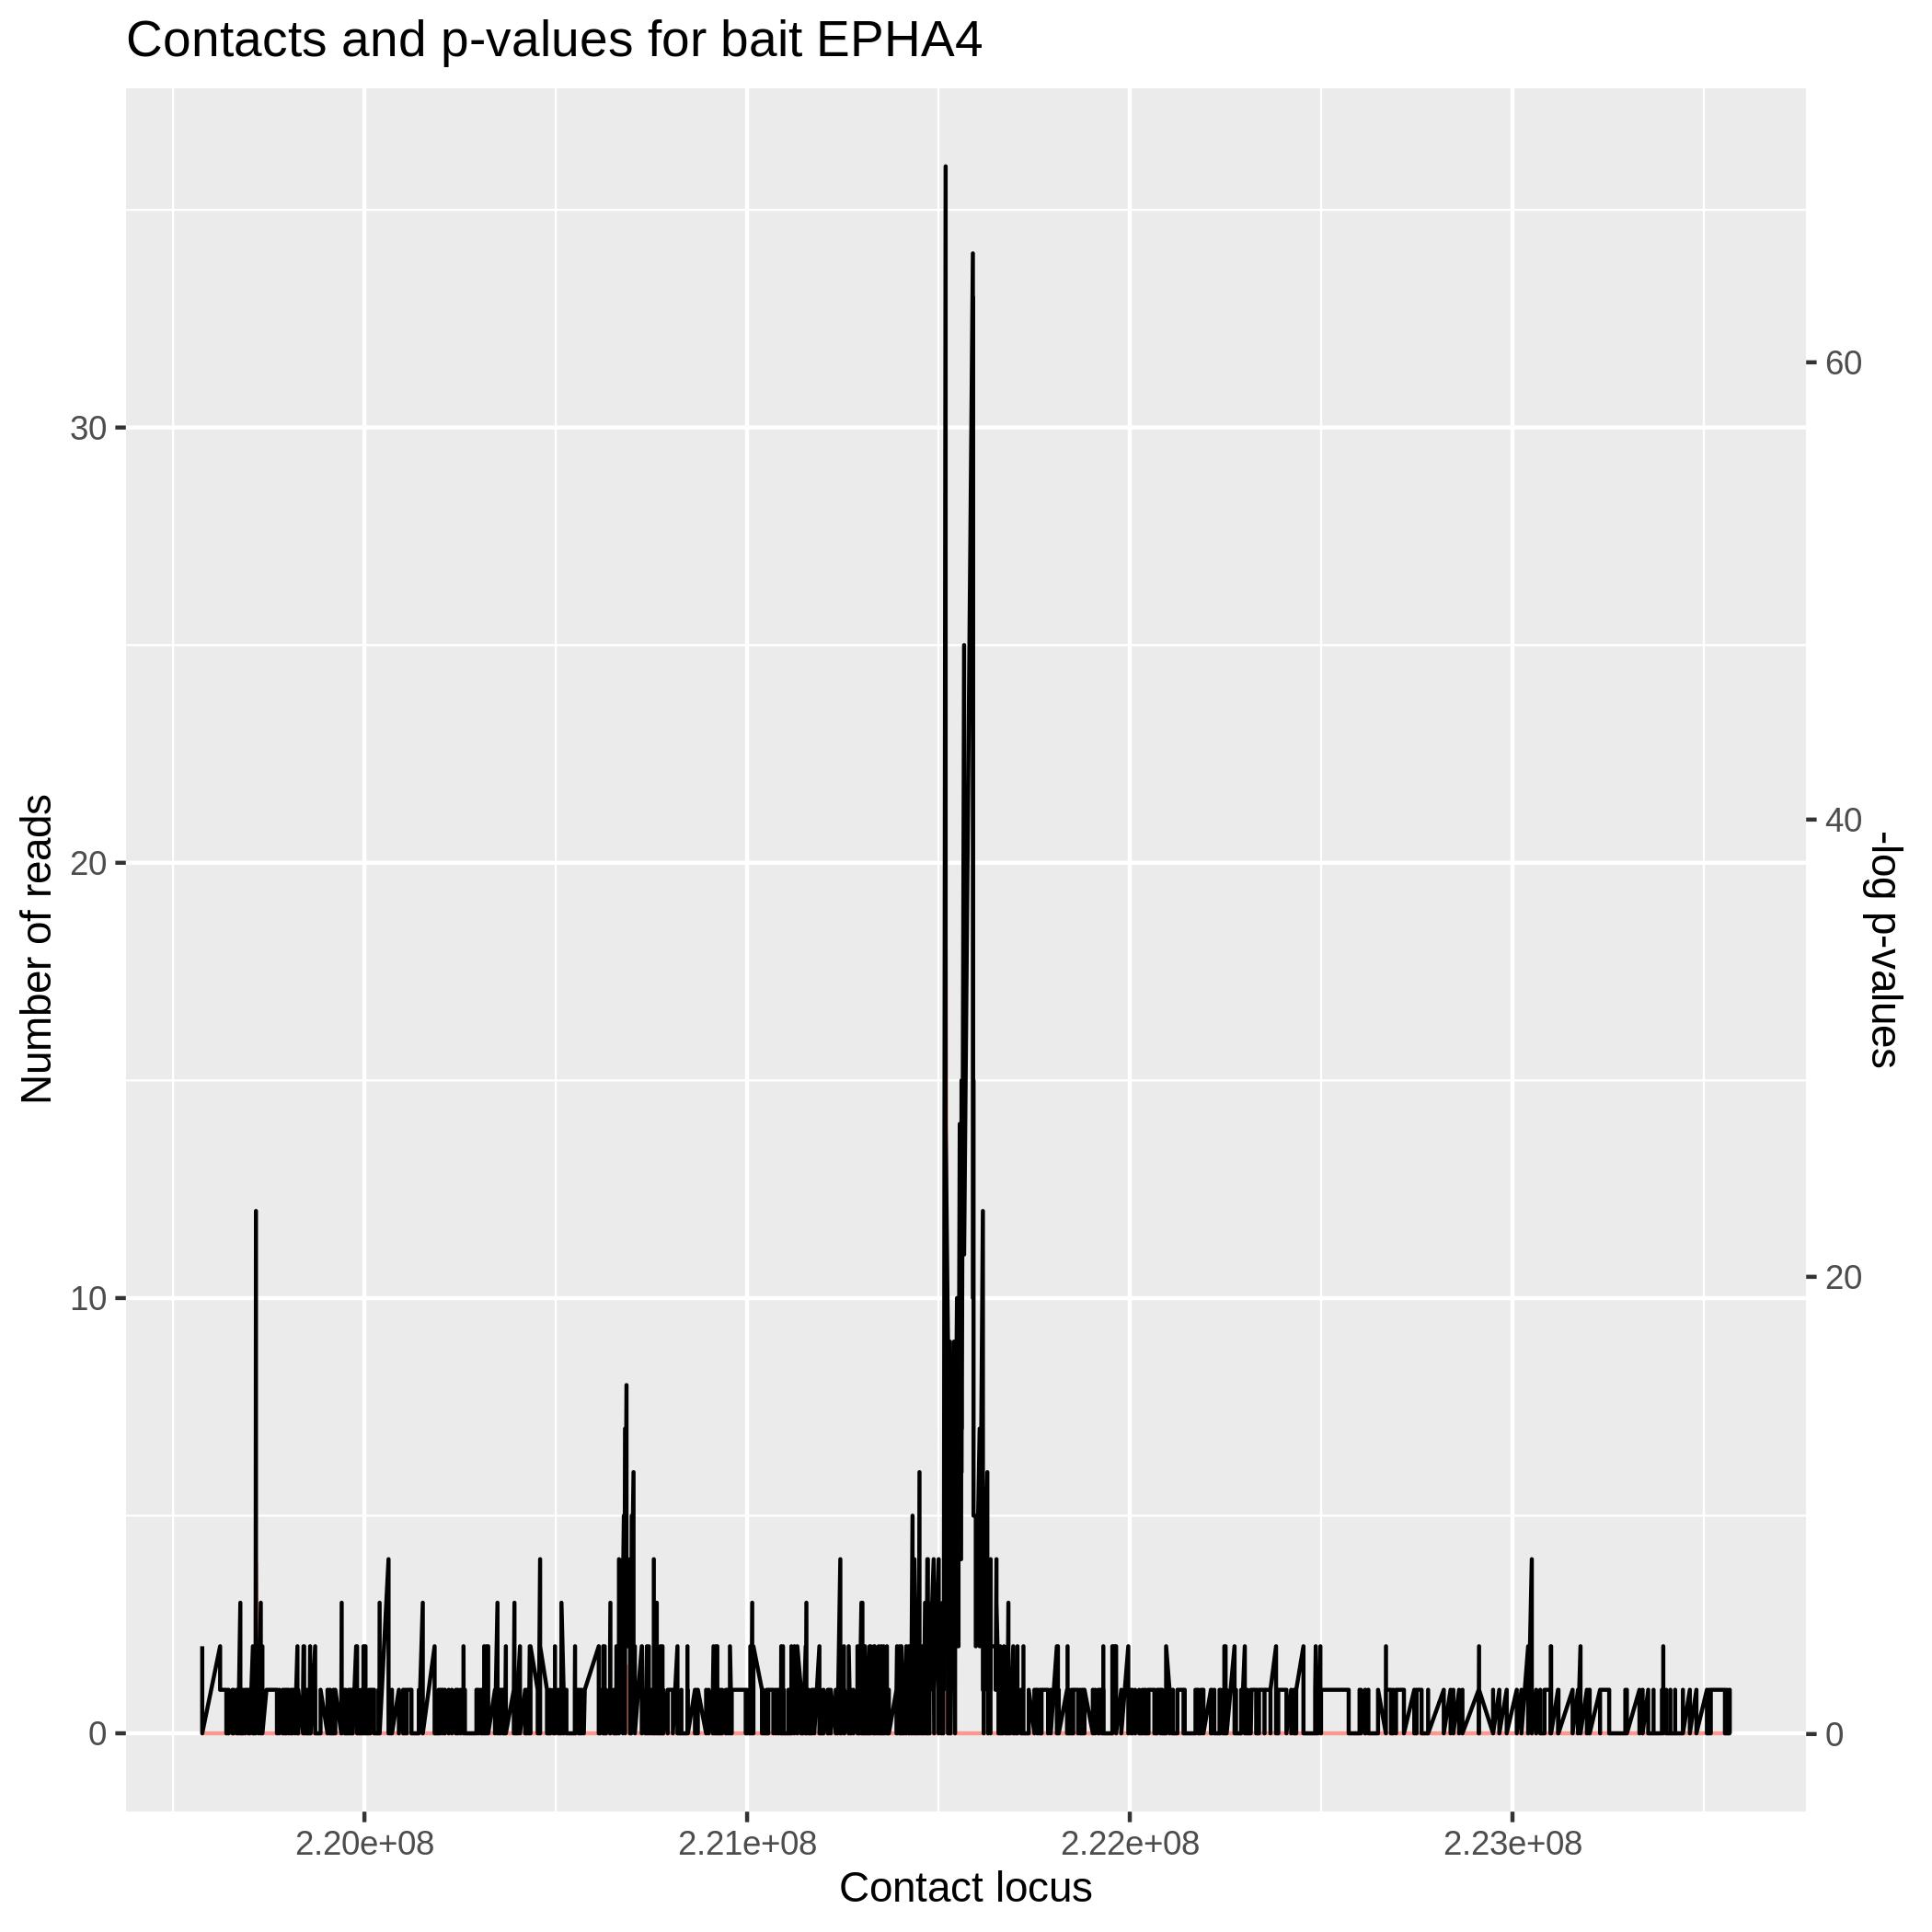 Contacts and p-values for bait EPHA4
Number of reads
30
20
10
0
60
40
20
0
-log p-values
2.20e+08 2.21e+08 2.22e+08 2.23e+08
Contact locus